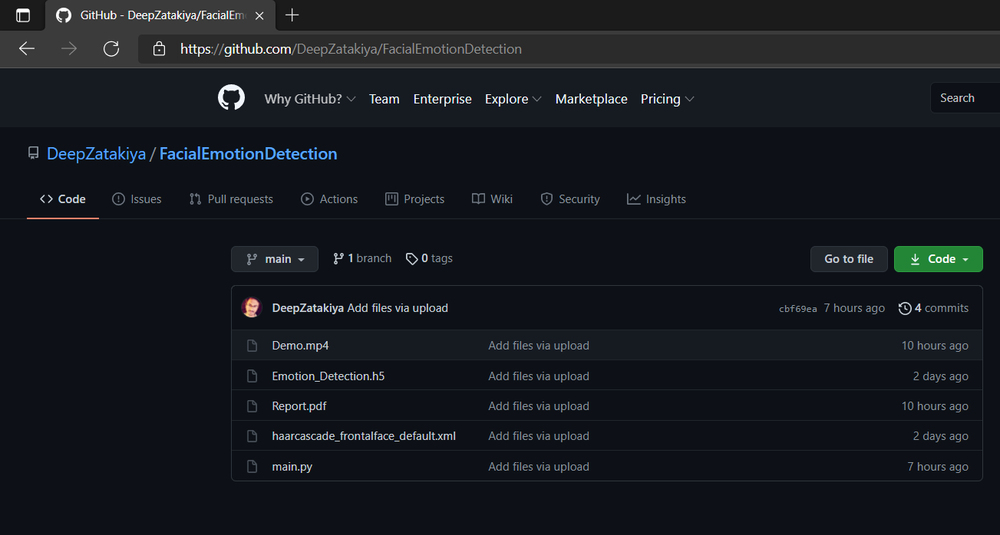 GitHub - DeepZatakiya/FacialEm
https://github.com/DeepZatakiya/FacialEmotionDetection
Why GitHub? Team Enterprise Explore Marketplace Pricing Search
DeepZatakiya / FacialEmotionDetection
Code Issues Pull requests Actions Projects Wiki Security Insights
main 1 branch 0 tags Go to file Code
DeepZatakiya Add files via upload cbf69ea 7 hours ago 4 commits
Demo.mp4 Add files via upload 10 hours ago
Emotion_Detection.h5 Add files via upload 2 days ago
Report.pdf Add files via upload 10 hours ago
haarcascade_frontalface_default.xml Add files via upload 2 days ago
main.py Add files via upload 7 hours ago